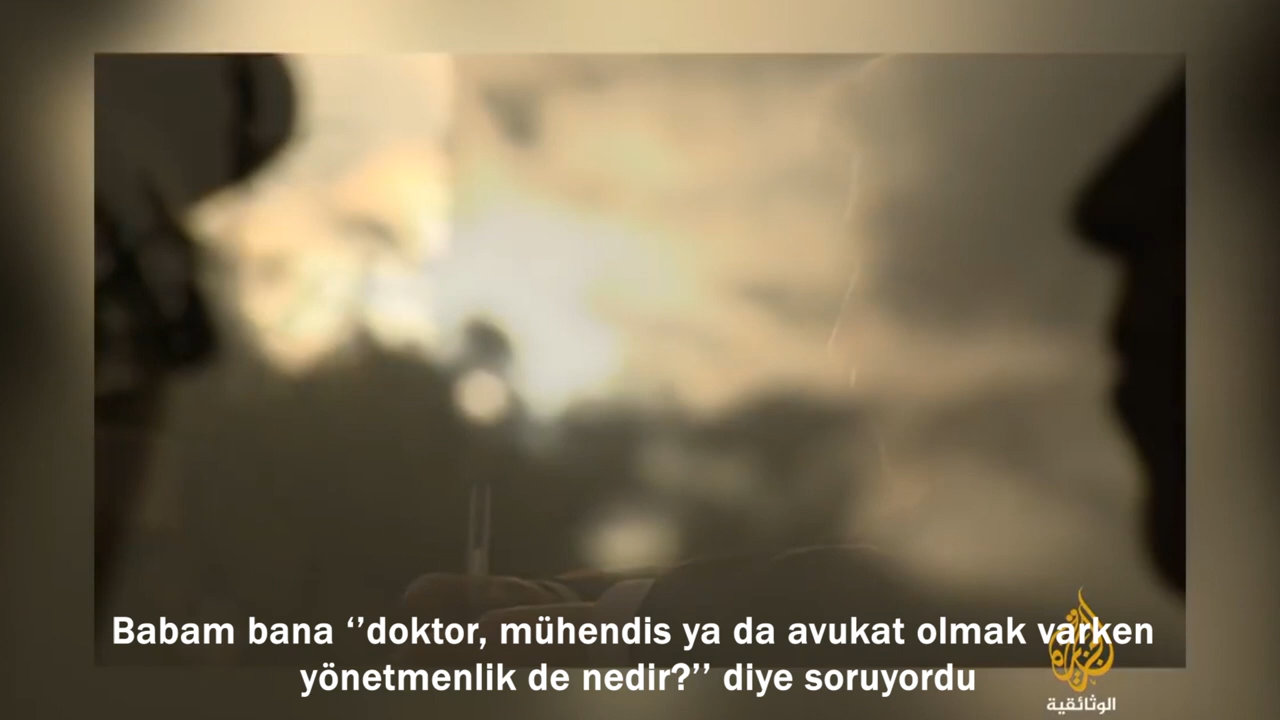 Babam bana ‘’doktor, mühendis ya da avukat olmak varken
yönetmenlik de nedir?’’ diye soruyordu
الجزيرة
الوثائقية